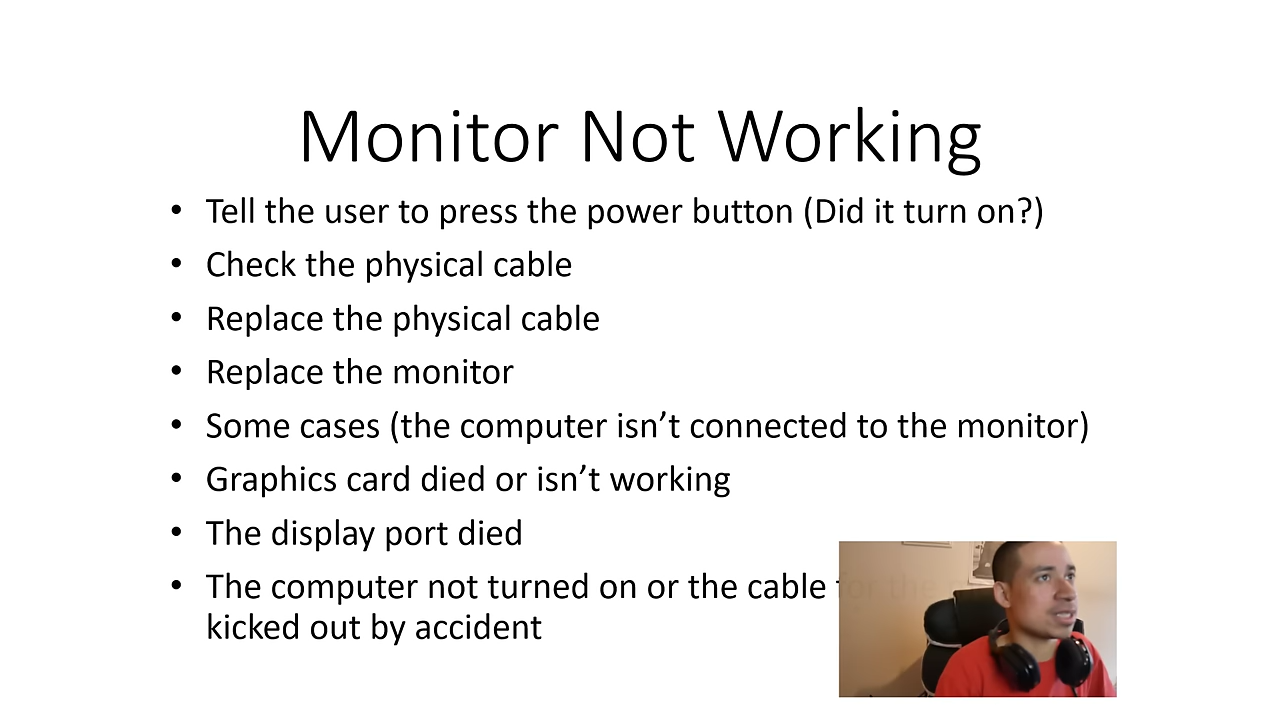 Monitor Not Working
• Tell the user to press the power button (Did it turn on?)
• Check the physical cable
• Replace the physical cable
• Replace the monitor
• Some cases (the computer isn’t connected to the monitor)
• Graphics card died or isn’t working
• The display port died
• The computer not turned on or the cable for the
kicked out by accident